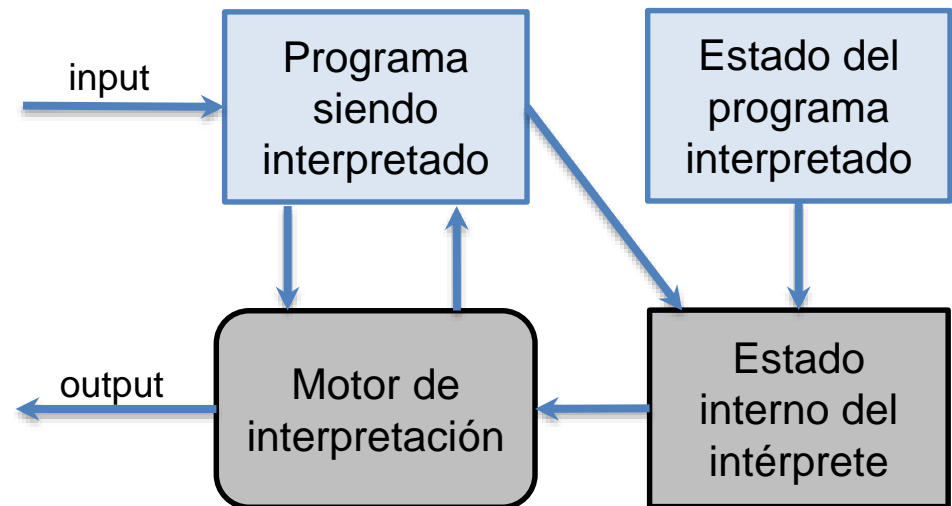 input
Programa
siendo
interpretado
Estado del
programa
interpretado
output
Motor de
interpretación
Estado
interno del
intérprete